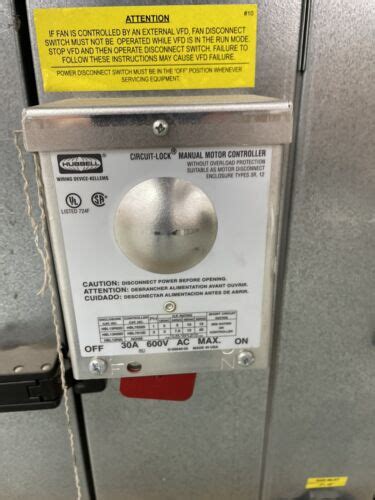 ATTENTION
#10
IF FAN IS CONTROLLED BY AN EXTERNAL VFD, FAN DISCONNECT
SWITCH MUST NOT BE OPERATED WHILE VFD IS IN THE RUN MODE.
STOP VFD AND THEN OPERATE DISCONNECT SWITCH. FAILURE TO
FOLLOW THESE INSTRUCTIONS MAY CAUSE VFD FAILURE.
POWER DISCONNECT SWITCH MUST BE IN THE "OFF" POSITION WHENEVER
SERVICING EQUIPMENT.
HUBBELL
WIRING DEVICE-KELLEMS
CIRCUIT-LOCK® MANUAL MOTOR CONTROLLER
WITHOUT OVERLOAD PROTECTION
SUITABLE AS MOTOR DISCONNECT
ENCLOSURE TYPES 3R, 12
UL
LISTED 724F
CAUTION: DISCONNECT POWER BEFORE OPENING.
ATTENTION: DEBRANCHER ALIMENTATION AVANT OUVRIR.
CUIDADO: DESCONECTAR ALIMENTACION ANTES DE ABRIR.
OFF 30A 600V AC MAX. ON
MADE IN USA